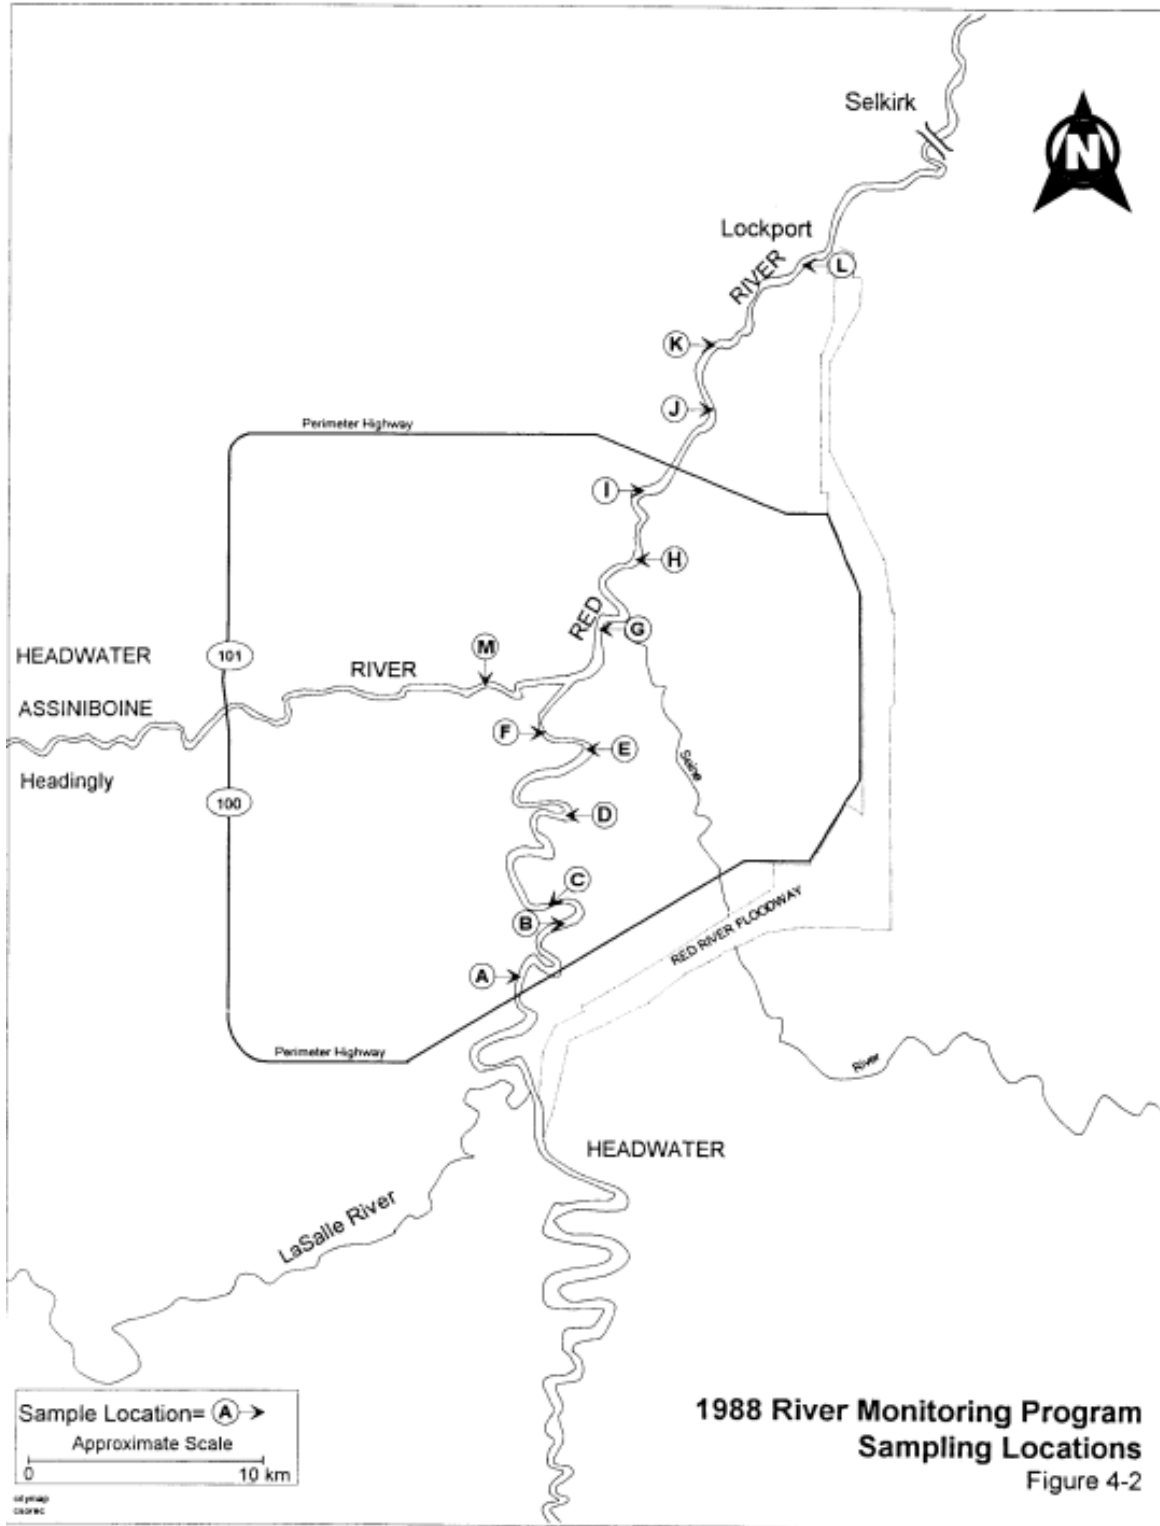 Selkirk
N
Lockport
L
RIVER
K
J
Perimeter Highway
I
H
RED
G
HEADWATER
101
M
RIVER
ASSINIBOINE
F
E
Headingly
Seine
100
D
C
B
RED RIVER FLOODWAY
A
Perimeter Highway
River
HEADWATER
LaSalle River
Sample Location= A
Approximate Scale
0 10 km
1988 River Monitoring Program
Sampling Locations
Figure 4-2